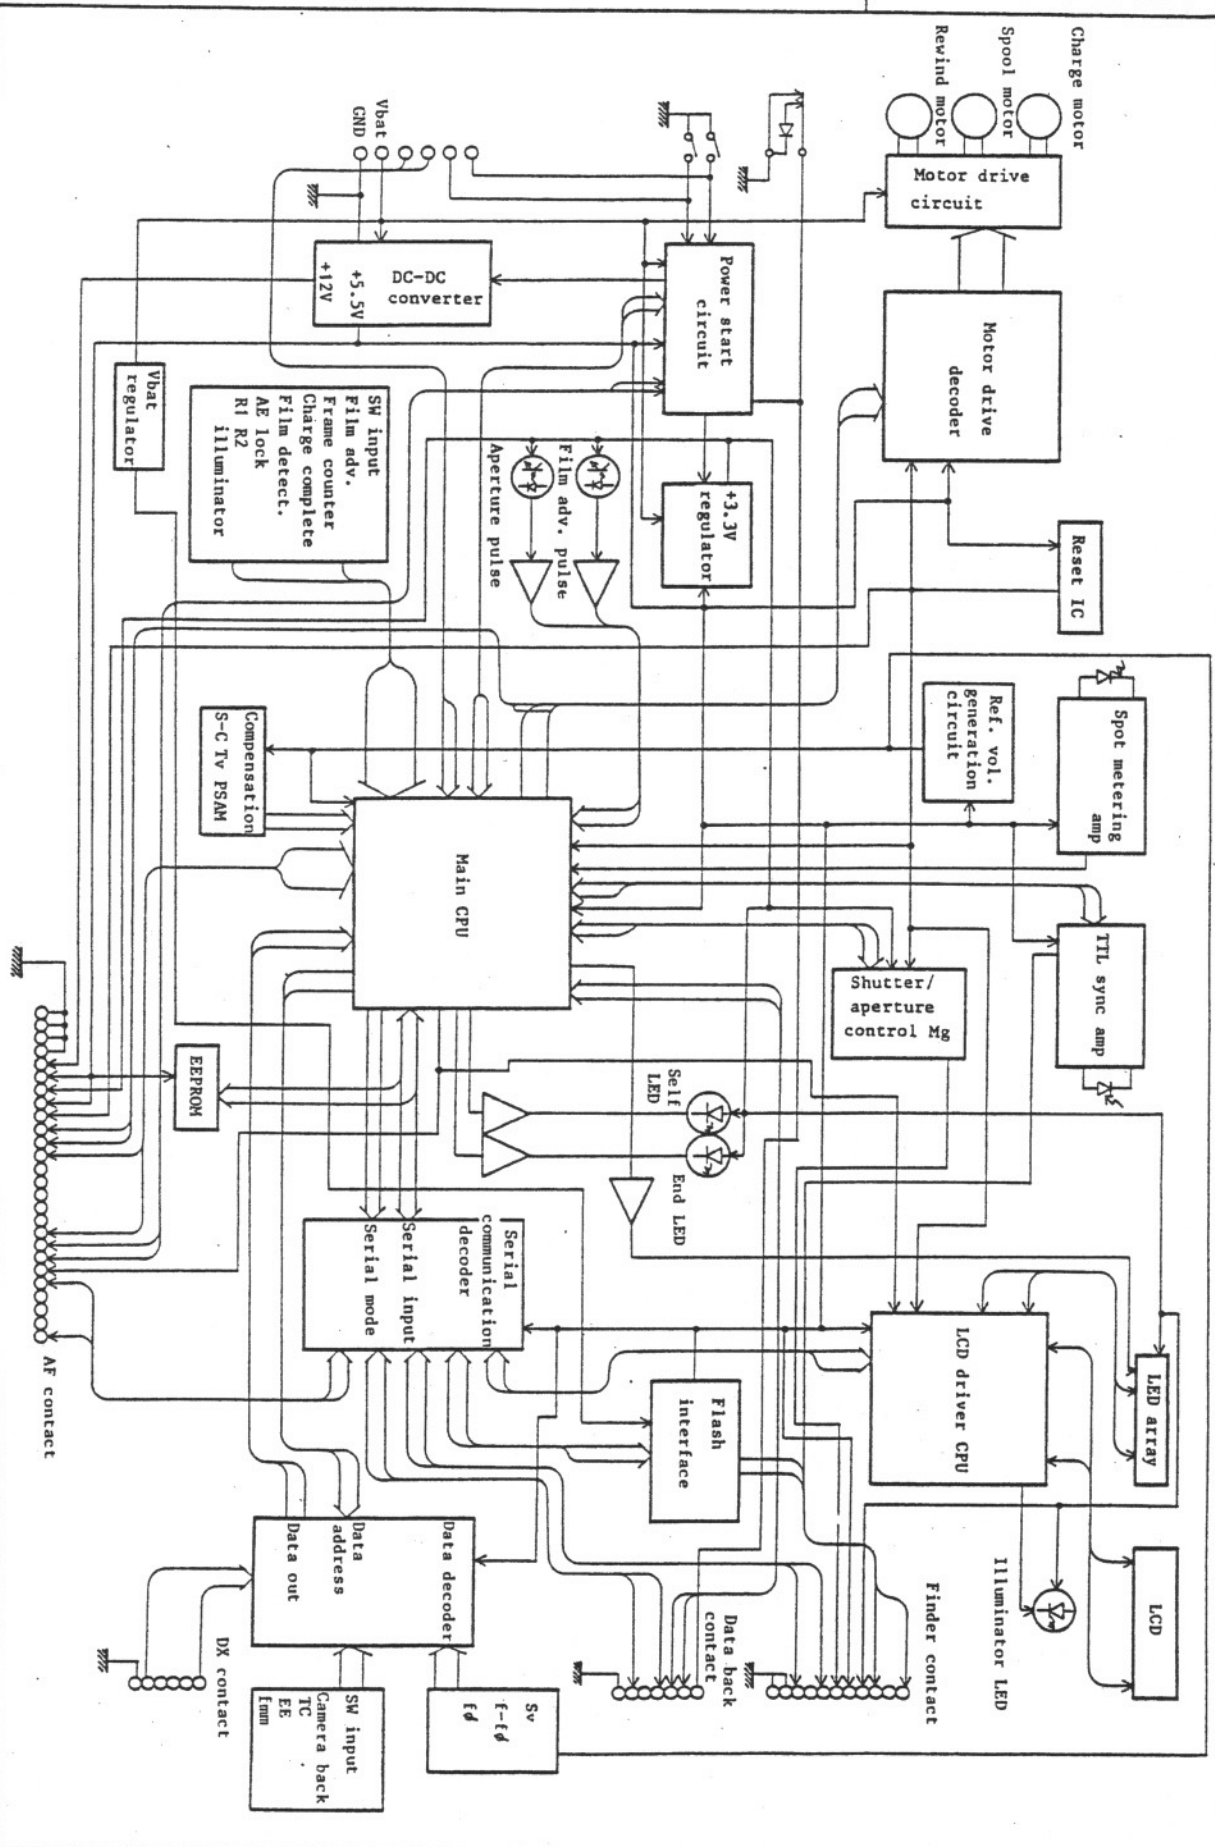 Charge motor
Spool motor
Rewind motor
Motor drive
circuit
Motor drive
decoder
Reset IC
Vbat
GND
DC-DC
converter
+5.5V
+12V
Power start
circuit
Vbat
regulator
SW input
Film adv.
Frame counter
Charge complete
Film detect.
AE lock
R1 R2
illuminator
Film adv. pulse
Aperture pulse
+3.3V
regulator
Ref. vol.
generation
circuit
Spot metering
amp
Compensation
S-C Tv PSAM
Main CPU
TTL sync amp
Shutter/
aperture
control Mg
EEPROM
Self
LED
End LED
Serial
communication
decoder
Serial input
Serial mode
LCD driver CPU
LED array
LCD
Illuminator LED
Flash
interface
AF contact
Data decoder
Data
address
Data out
Finder contact
Data back
contact
DX contact
Sv
f-fø
fø
SW input
Camera back
TC
EE
fmm